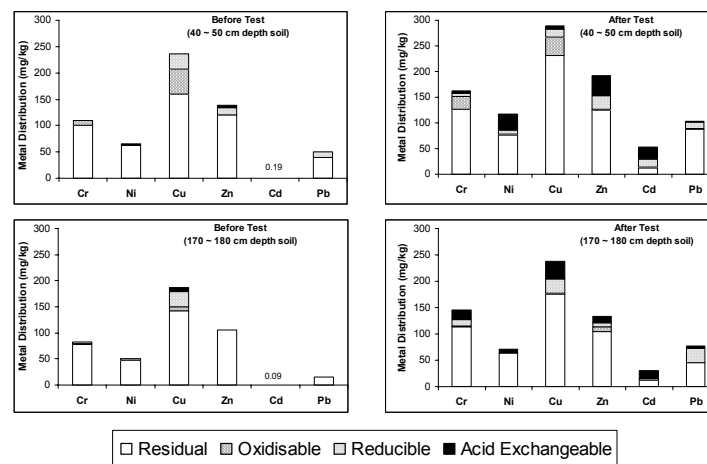 Before Test
(40 ~ 50 cm depth soil)
Metal Distribution (mg/kg)
300
250
200
150
100
50
0
0.19
Cr Ni Cu Zn Cd Pb
After Test
(40 ~ 50 cm depth soil)
Metal Distribution (mg/kg)
300
250
200
150
100
50
0
Cr Ni Cu Zn Cd Pb
Before Test
(170 ~ 180 cm depth soil)
Metal Distribution (mg/kg)
300
250
200
150
100
50
0
0.09
Cr Ni Cu Zn Cd Pb
After Test
(170 ~ 180 cm depth soil)
Metal Distribution (mg/kg)
300
250
200
150
100
50
0
Cr Ni Cu Zn Cd Pb
Residual Oxidisable Reducible Acid Exchangeable